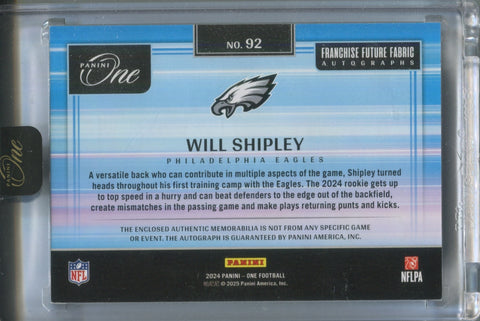 NO. 92
PANINI
One
FRANCHISE FUTURE FABRIC
AUTOGRAPHS
WILL SHIPLEY
PHILADELPHIA EAGLES
A versatile back who can contribute in multiple aspects of the game, Shipley turned
heads throughout his first training camp with the Eagles. The 2024 rookie gets up
to top speed in a hurry and can beat defenders to the edge out of the backfield,
create mismatches in the passing game and make plays returning punts and kicks.
THE ENCLOSED AUTHENTIC MEMORABILIA IS NOT FROM ANY SPECIFIC GAME
OR EVENT. THE AUTOGRAPH IS GUARANTEED BY PANINI AMERICA, INC.
NFL
PANINI
NFLPA
2024 PANINI - ONE FOOTBALL
© 2025 Panini America, Inc.
PANINI
One